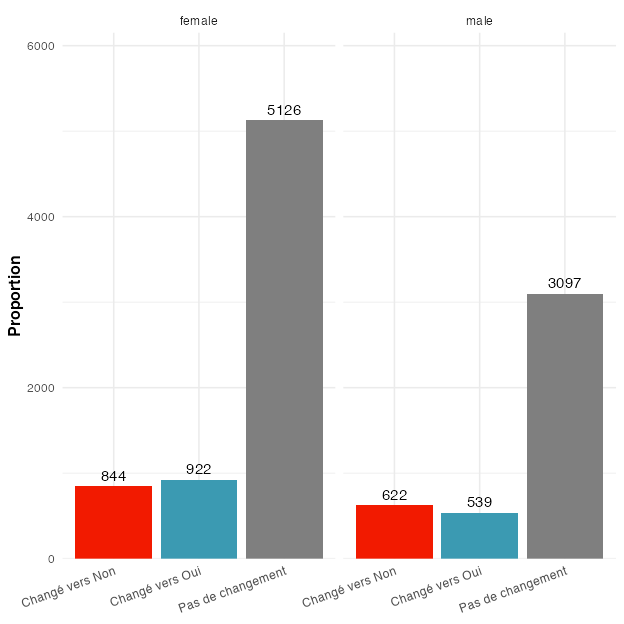 female
male
Proportion
6000
4000
2000
0
844
922
5126
622
539
3097
Changé vers Non
Changé vers Oui
Pas de changement
Changé vers Non
Changé vers Oui
Pas de changement